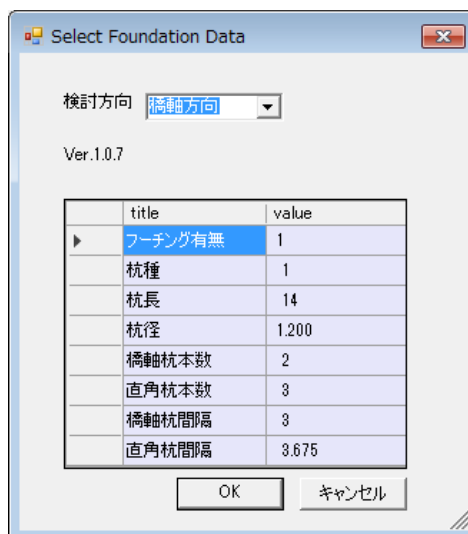 Select Foundation Data
検討方向 橋軸方向
Ver.1.0.7
title value
フーチング有無 1
杭種 1
杭長 14
杭径 1.200
橋軸杭本数 2
直角杭本数 3
橋軸杭間隔 3
直角杭間隔 3.675
OK キャンセル